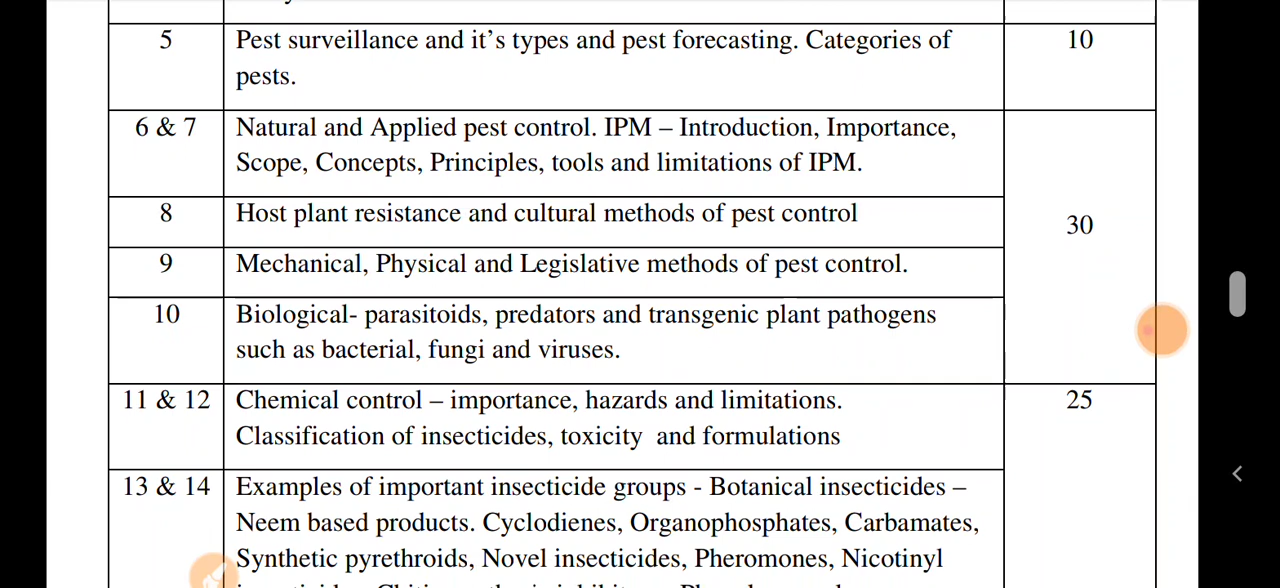 5 Pest surveillance and it’s types and pest forecasting. Categories of 10
pests.
6 & 7 Natural and Applied pest control. IPM – Introduction, Importance,
Scope, Concepts, Principles, tools and limitations of IPM.
8 Host plant resistance and cultural methods of pest control
30
9 Mechanical, Physical and Legislative methods of pest control.
10 Biological- parasitoids, predators and transgenic plant pathogens
such as bacterial, fungi and viruses.
11 & 12 Chemical control – importance, hazards and limitations. 25
Classification of insecticides, toxicity and formulations
13 & 14 Examples of important insecticide groups - Botanical insecticides –
Neem based products. Cyclodienes, Organophosphates, Carbamates,
Synthetic pyrethroids, Novel insecticides, Pheromones, Nicotinyl